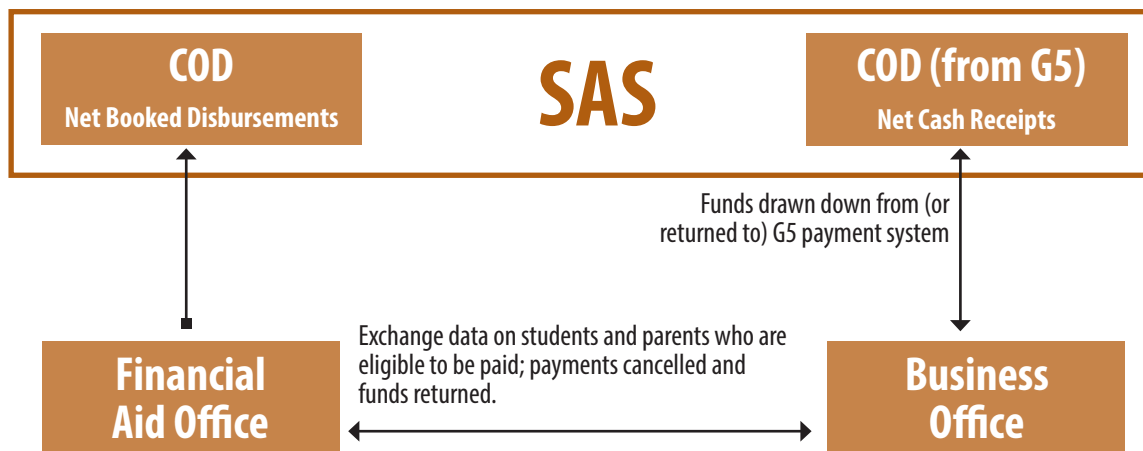 COD
Net Booked Disbursements
SAS
COD (from G5)
Net Cash Receipts
Funds drawn down from (or
returned to) G5 payment system
Financial
Aid Office
Exchange data on students and parents who are
eligible to be paid; payments cancelled and
funds returned.
Business
Office